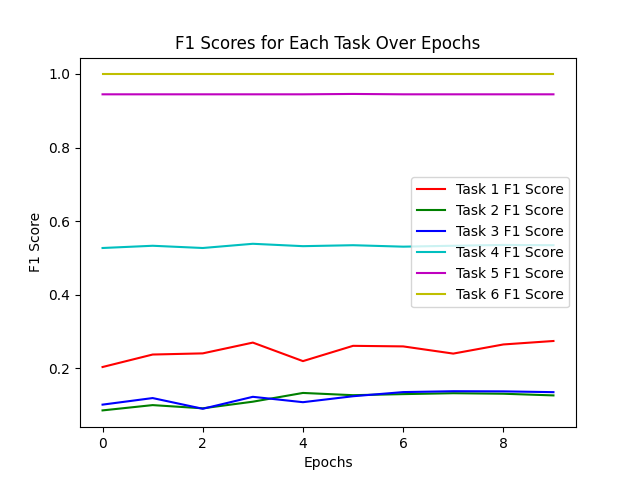 F1 Scores for Each Task Over Epochs
1.0
0.8
0.6
0.4
0.2
F1 Score
Task 1 F1 Score
Task 2 F1 Score
Task 3 F1 Score
Task 4 F1 Score
Task 5 F1 Score
Task 6 F1 Score
0 2 4 6 8
Epochs